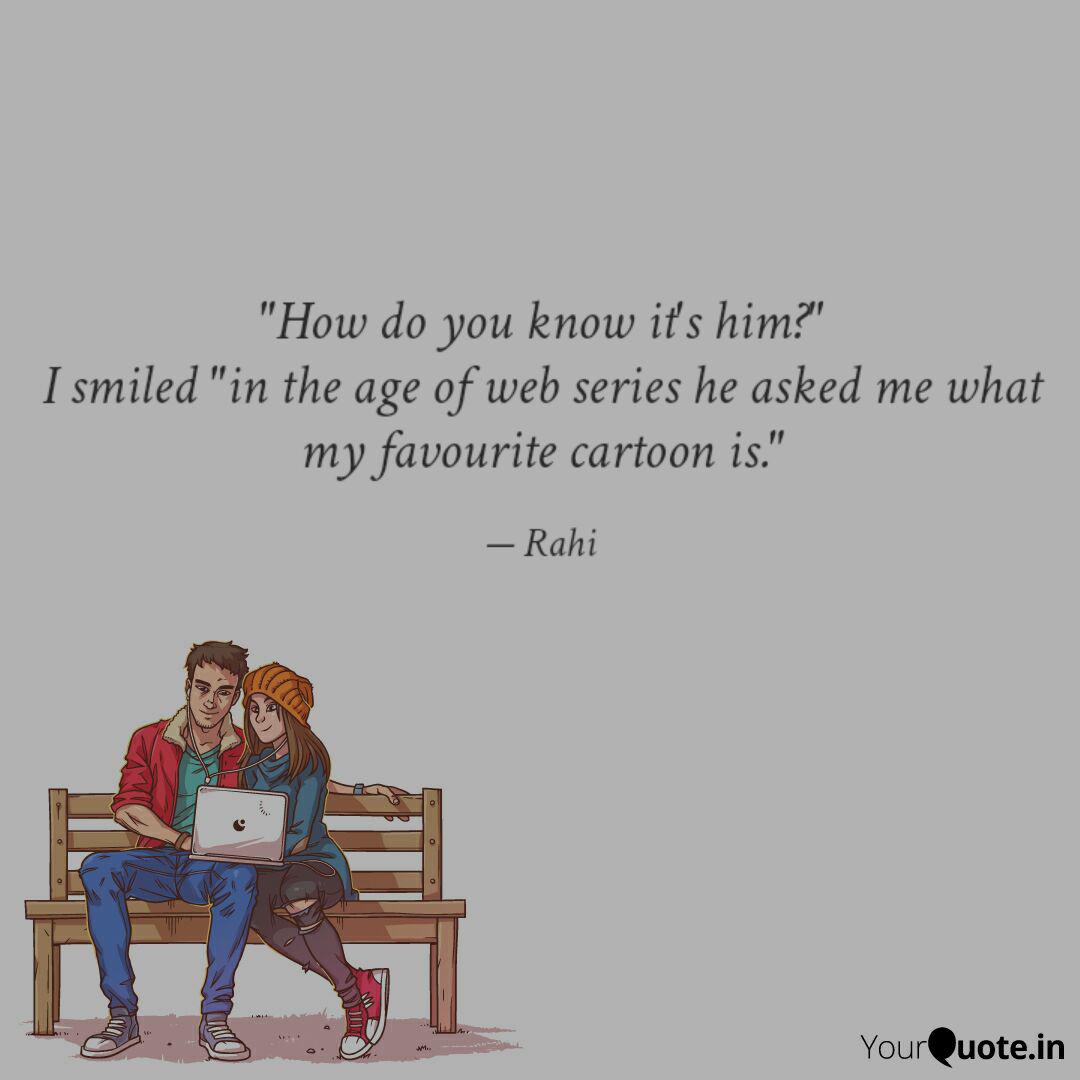 "How do you know it's him?"
I smiled "in the age of web series he asked me what
my favourite cartoon is."
— Rahi
YourQuote.in